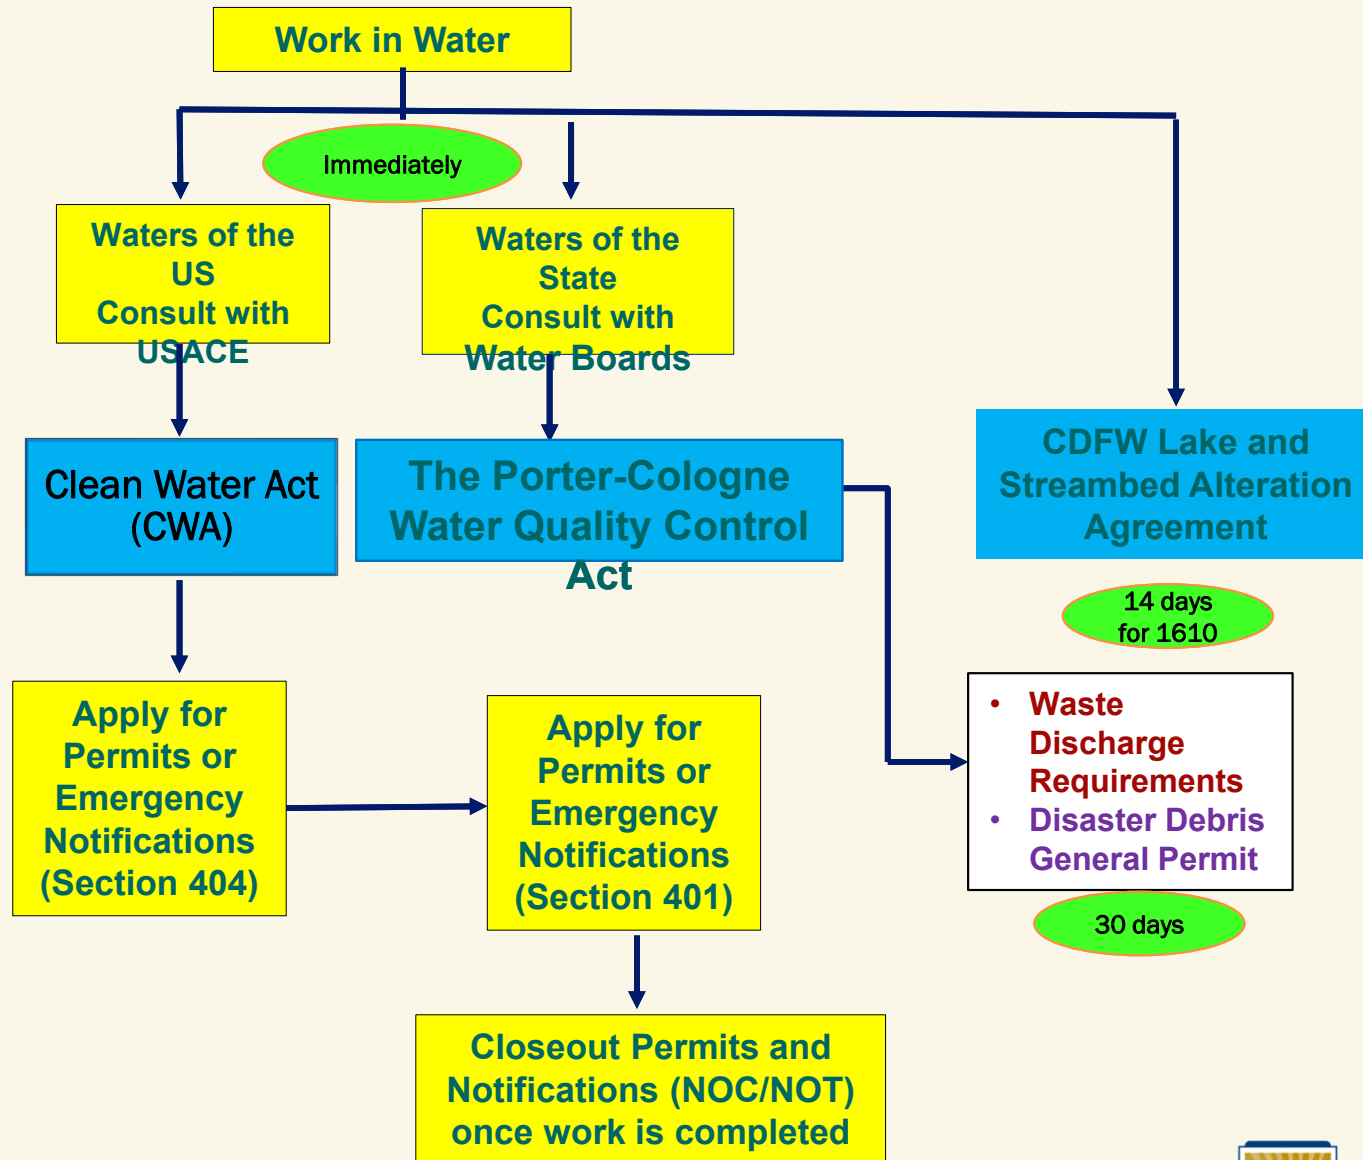 Work in Water
Immediately
Waters of the
US
Consult with
USACE
Waters of the
State
Consult with
Water Boards
Clean Water Act
(CWA)
The Porter-Cologne
Water Quality Control
Act
CDFW Lake and
Streambed Alteration
Agreement
14 days
for 1610
Apply for
Permits or
Emergency
Notifications
(Section 404)
Apply for
Permits or
Emergency
Notifications
(Section 401)
• Waste
Discharge
Requirements
• Disaster Debris
General Permit
30 days
Closeout Permits and
Notifications (NOC/NOT)
once work is completed